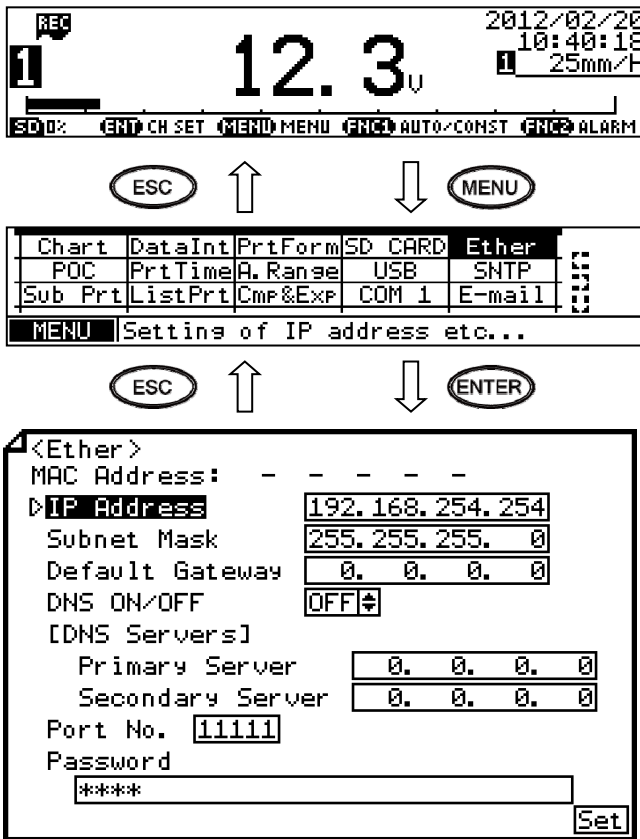 REC
2012/02/20
10:40:18
1 12.3V 1 25mm/H
SD 0% ENT CH SET MENU MENU FNC1 AUTO/CONST FNC2 ALARM
ESC MENU
Chart DataInt PrtForm SD CARD Ether
POC PrtTime A.Range USB SNTP
Sub Prt ListPrt Cmp&Exp COM 1 E-mail
MENU Setting of IP address etc...
ESC ENTER
<Ether>
MAC Address: - - - - -
IP Address 192.168.254.254
Subnet Mask 255.255.255. 0
Default Gateway 0. 0. 0. 0
DNS ON/OFF OFF
[DNS Servers]
Primary Server 0. 0. 0. 0
Secondary Server 0. 0. 0. 0
Port No. 11111
Password
****
Set